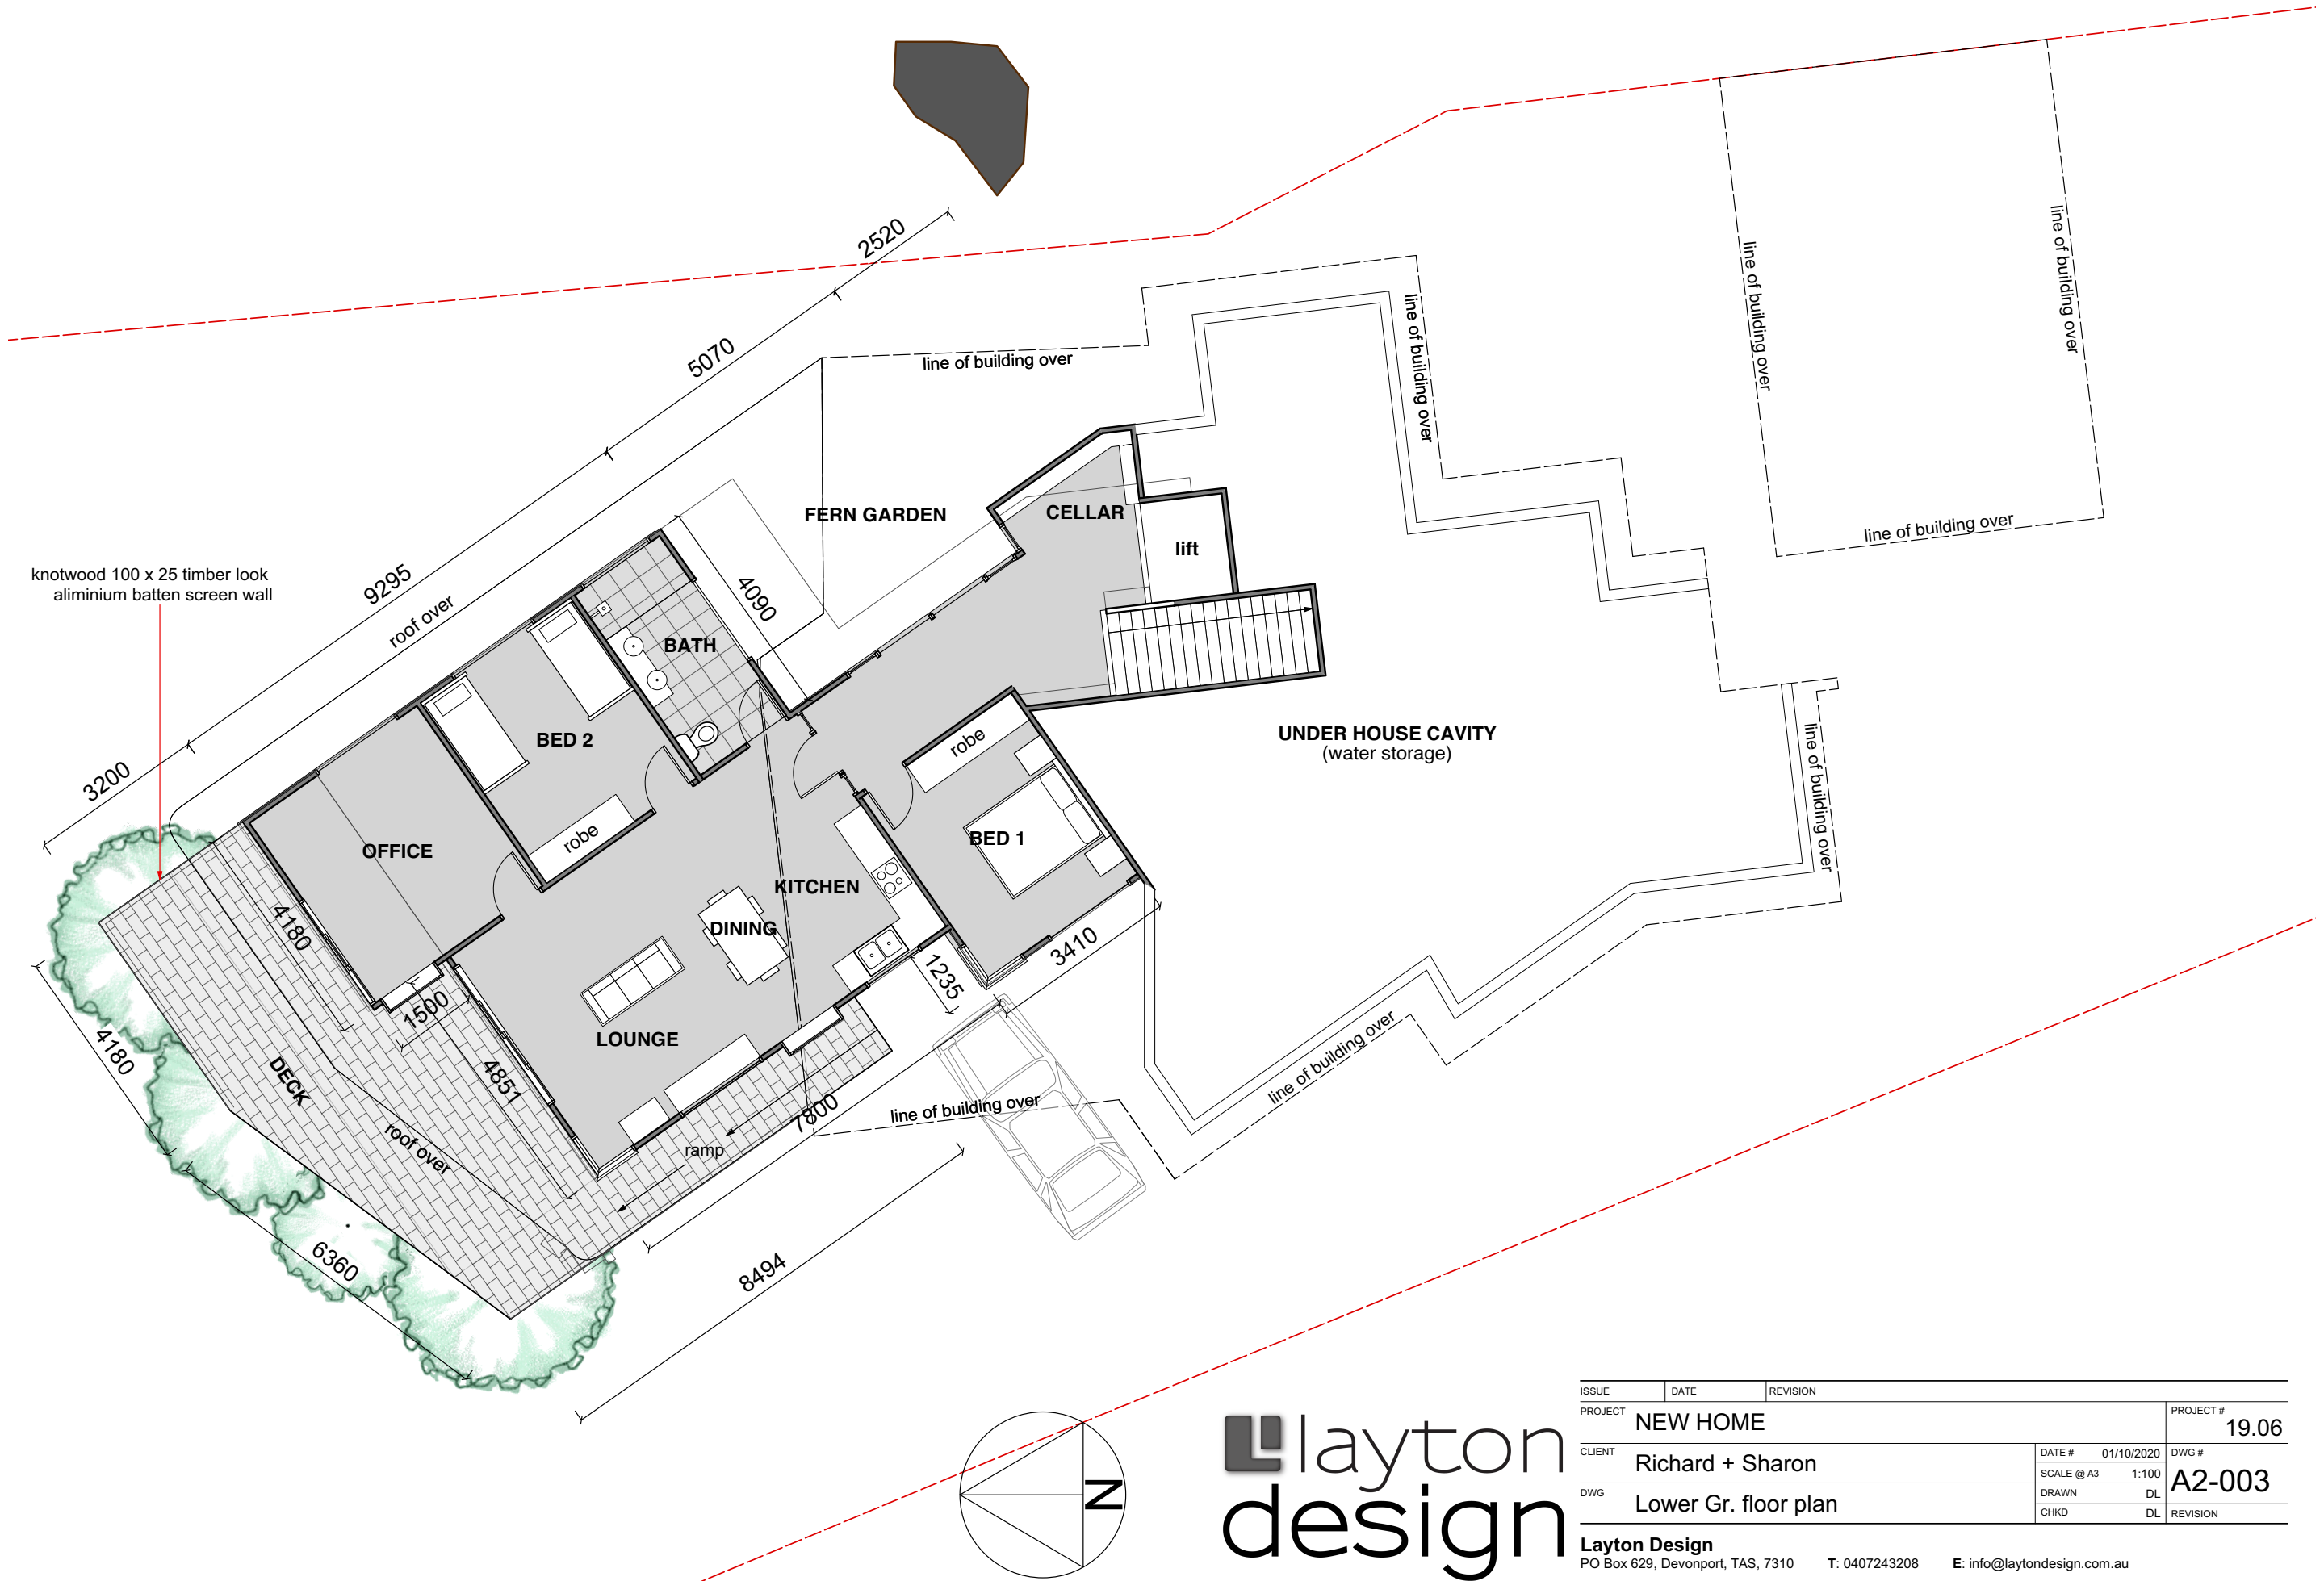 2520
5070
9295
3200
line of building over
line of building over
line of building over
line of building over
line of building over
roof over
knotwood 100 x 25 timber look
aliminium batten screen wall
FERN GARDEN
CELLAR
lift
4090
BATH
BED 2
robe
OFFICE
robe
BED 1
UNDER HOUSE CAVITY
(water storage)
line of building over
KITCHEN
DINING
LOUNGE
4180
1500
4851
1235
3410
4180
DECK
roof over
ramp
7800
line of building over
line of building over
6360
8494
N
layton
design
ISSUE DATE REVISION
PROJECT NEW HOME PROJECT # 19.06
CLIENT Richard + Sharon DATE # 01/10/2020 DWG #
SCALE @ A3 1:100 A2-003
DWG Lower Gr. floor plan DRAWN DL
CHKD DL REVISION
Layton Design
PO Box 629, Devonport, TAS, 7310 T: 0407243208 E: info@laytondesign.com.au